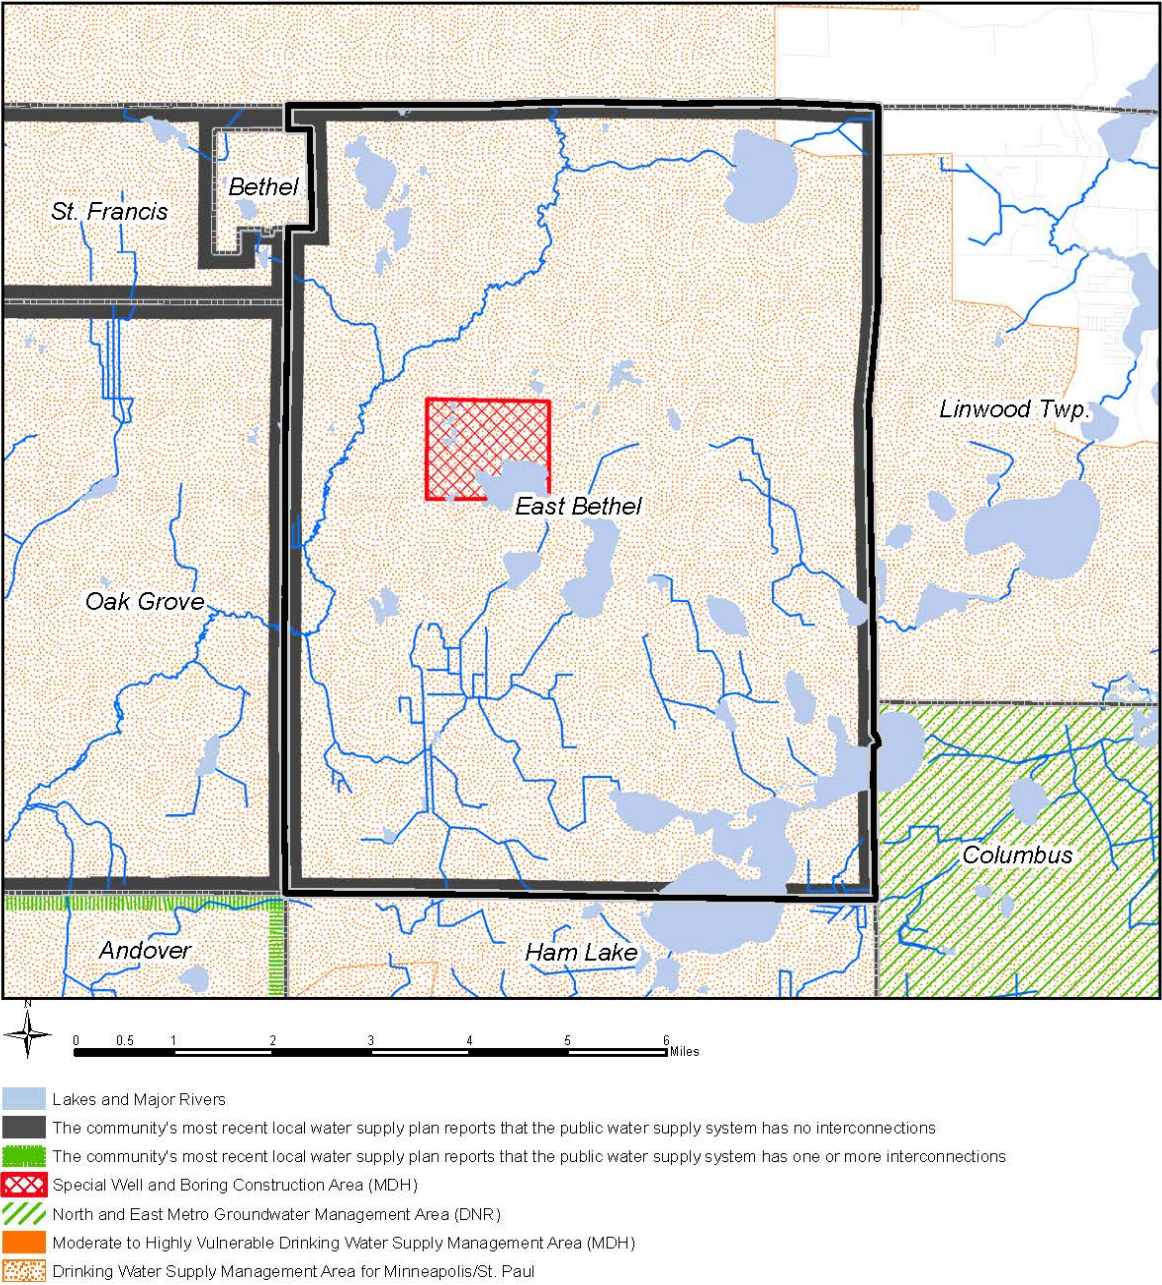 Bethel
St. Francis
Linwood Twp.
East Bethel
Oak Grove
Columbus
Andover
Ham Lake
N
0 0.5 1 2 3 4 5 6
Miles
Lakes and Major Rivers
The community's most recent local water supply plan reports that the public water supply system has no interconnections
The community's most recent local water supply plan reports that the public water supply system has one or more interconnections
Special Well and Boring Construction Area (MDH)
North and East Metro Groundwater Management Area (DNR)
Moderate to Highly Vulnerable Drinking Water Supply Management Area (MDH)
Drinking Water Supply Management Area for Minneapolis/St. Paul